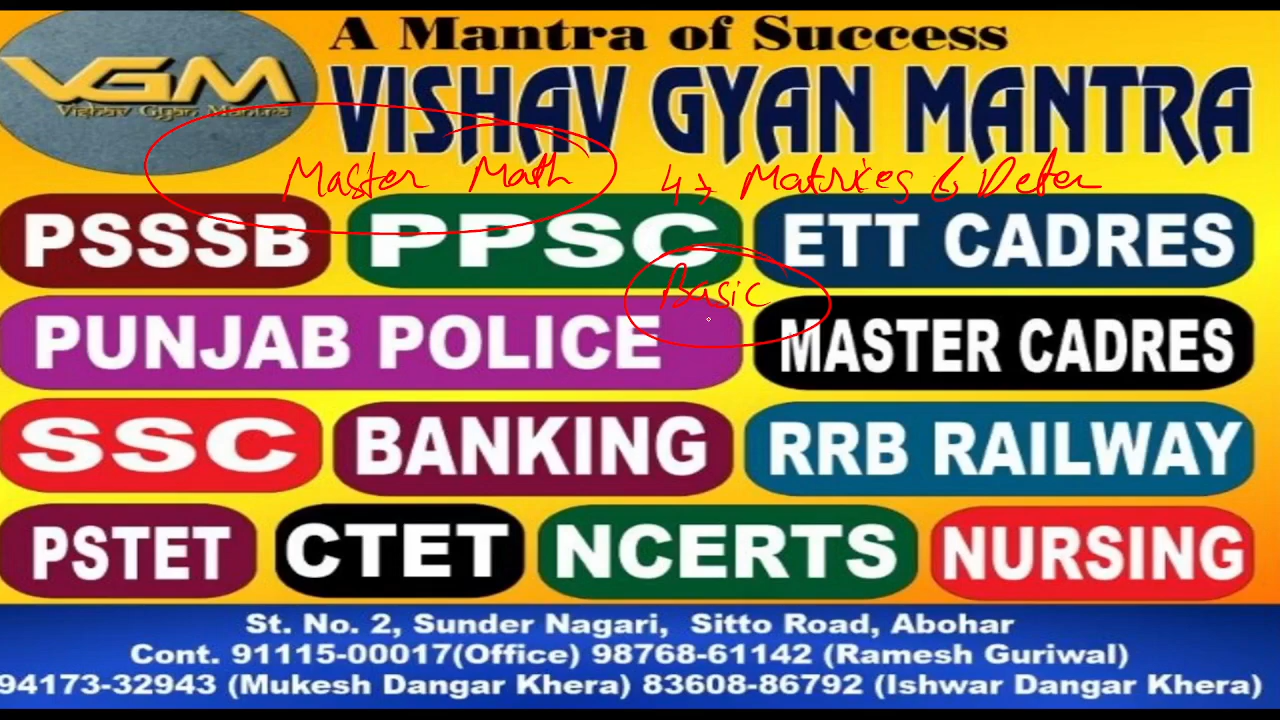 A Mantra of Success
VGM
Vishav Gyan Mantra
VISHAV GYAN MANTRA
Master Math
4→ Matrices & Deter
PSSSB
PPSC
ETT CADRES
Basic
PUNJAB POLICE
MASTER CADRES
SSC
BANKING
RRB RAILWAY
PSTET
CTET
NCERTS
NURSING
St. No. 2, Sunder Nagari, Sitto Road, Abohar
Cont. 91115-00017(Office) 98768-61142 (Ramesh Guriwal)
94173-32943 (Mukesh Dangar Khera) 83608-86792 (Ishwar Dangar Khera)